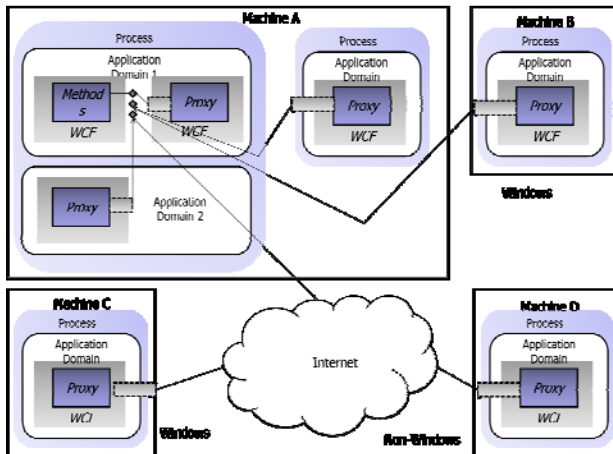 Machine A
Process
Application
Domain 1
Method
s
WCF
Proxy
WCF
Proxy
Application
Domain 2
Process
Application
Domain
Proxy
WCF
Machine B
Process
Application
Domain
Proxy
WCF
Windows
Machine C
Process
Application
Domain
Proxy
WCJ
Windows
Internet
Machine D
Process
Application
Domain
Proxy
WCJ
Non-Windows